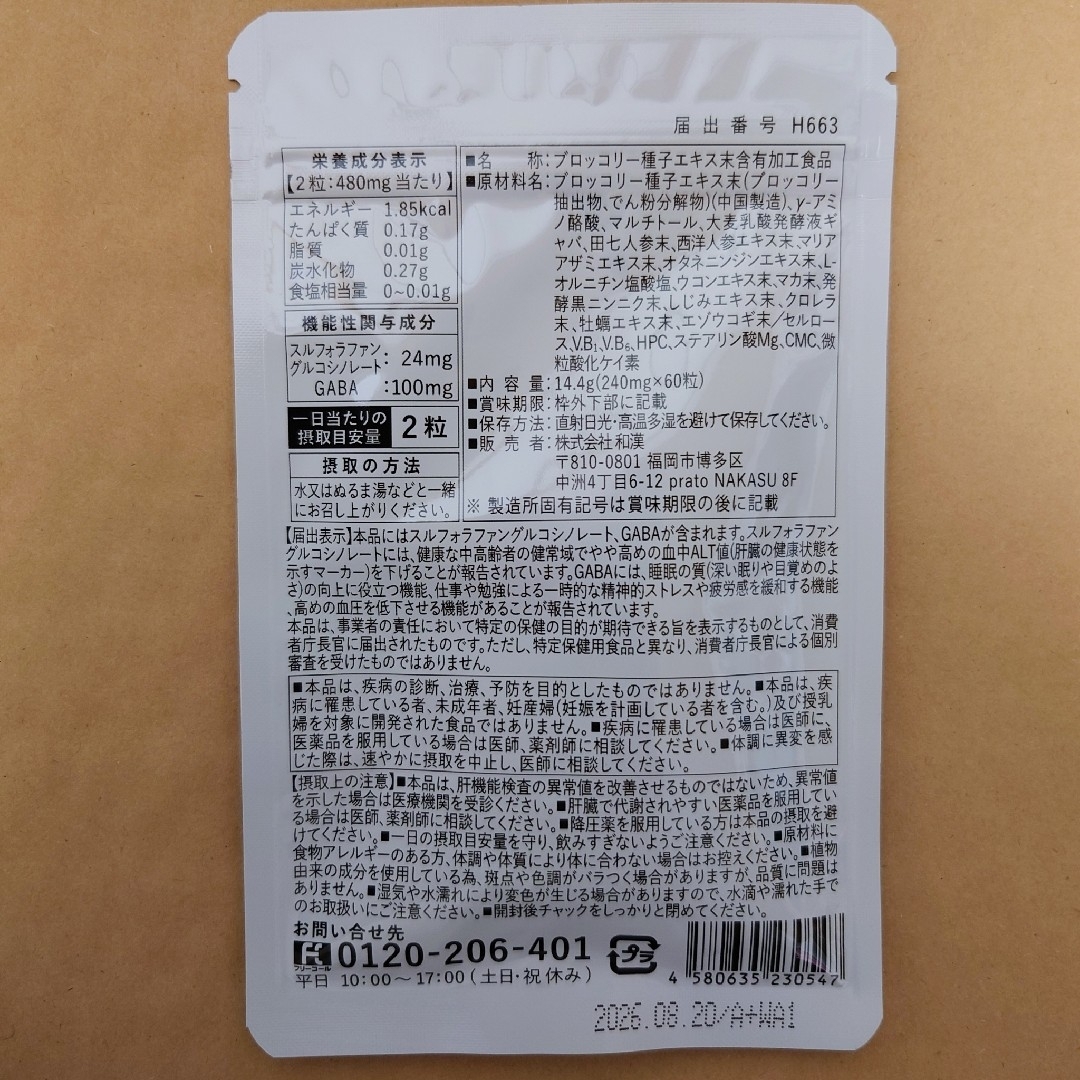 届出番号 H663
栄養成分表示
【2粒:480mg当たり】
エネルギー 1.85kcal
たんぱく質 0.17g
脂質 0.01g
炭水化物 0.27g
食塩相当量 0~0.01g
機能性関与成分
スルフォラファン
グルコシノレート: 24mg
GABA :100mg
一日当たりの
摂取目安量
2粒
摂取の方法
水又はぬるま湯などと一緒
にお召し上がりください。
■名 称:ブロッコリー種子エキス末含有加工食品
■原材料名:ブロッコリー種子エキス末(ブロッコリー
抽出物、でん粉分解物)(中国製造)、γ-アミ
ノ酪酸、マルチトール、大麦乳酸発酵液ギ
ャバ、田七人参末、西洋人参エキス末、マリア
アザミエキス末、オタネニンジンエキス末、L-
オルニチン塩酸塩、ウコンエキス末、マカ末、発
酵黒ニンニク末、しじみエキス末、クロレラ
末、牡蠣エキス末、エゾウコギ末/セルロー
ス、V.B₁、V.B₆、HPC、ステアリン酸Mg、CMC、微
粒酸化ケイ素
■内容量:14.4g(240mg×60粒)
■賞味期限:枠外下部に記載
■保存方法:直射日光・高温多湿を避けて保存してください。
■販売者:株式会社和漢
〒810-0801 福岡市博多区
中洲4丁目6-12 prato NAKASU 8F
※ 製造所固有記号は賞味期限の後に記載
【届出表示】本品にはスルフォラファングルコシノレート、GABAが含まれます。スルフォラファン
グルコシノレートには、健康な中高齢者の健常域でやや高めの血中ALT値(肝臓の健康状態を
示すマーカー)を下げることが報告されています。GABAには、睡眠の質(深い眠りや目覚めのよ
さ)の向上に役立つ機能、仕事や勉強による一時的な精神的ストレスや疲労感を緩和する機能
、高めの血圧を低下させる機能があることが報告されています。
本品は、事業者の責任において特定の保健の目的が期待できる旨を表示するものとして、消費
者庁長官に届出されたものです。ただし、特定保健用食品と異なり、消費者庁長官による個別
審査を受けたものではありません。
■本品は、疾病の診断、治療、予防を目的としたものではありません。■本品は、疾
病に罹患している者、未成年者、妊産婦(妊娠を計画している者を含む。)及び授乳
婦を対象に開発された食品ではありません。■疾病に罹患している場合は医師に、
医薬品を服用している場合は医師、薬剤師に相談してください。■体調に異変を感
じた際は、速やかに摂取を中止し、医師に相談してください。
【摂取上の注意】■本品は、肝機能検査の異常値を改善させるものではないため、異常値
を示した場合は医療機関を受診ください。■肝臓で代謝されやすい医薬品を服用してい
る場合は医師、薬剤師に相談してください。■降圧薬を服用している方は本品の摂取を避
けてください。■一日の摂取目安量を守り、飲みすぎないようご注意ください。■原材料に
食物アレルギーのある方、体調や体質により体に合わない場合はお控えください。■植物
由来の成分を使用している為、斑点や色調がバラつく場合がありますが、品質に問題は
ありません。■湿気や水濡れにより変色が生じる場合がありますので、水滴や濡れた手で
のお取扱いにご注意ください。■開封後チャックをしっかりと閉めてください。
お問い合せ先
フリーコール
0120-206-401
平日 10:00~17:00(土日・祝休み)
プラ
4 580635 230547
2026.08.20/A+WA1